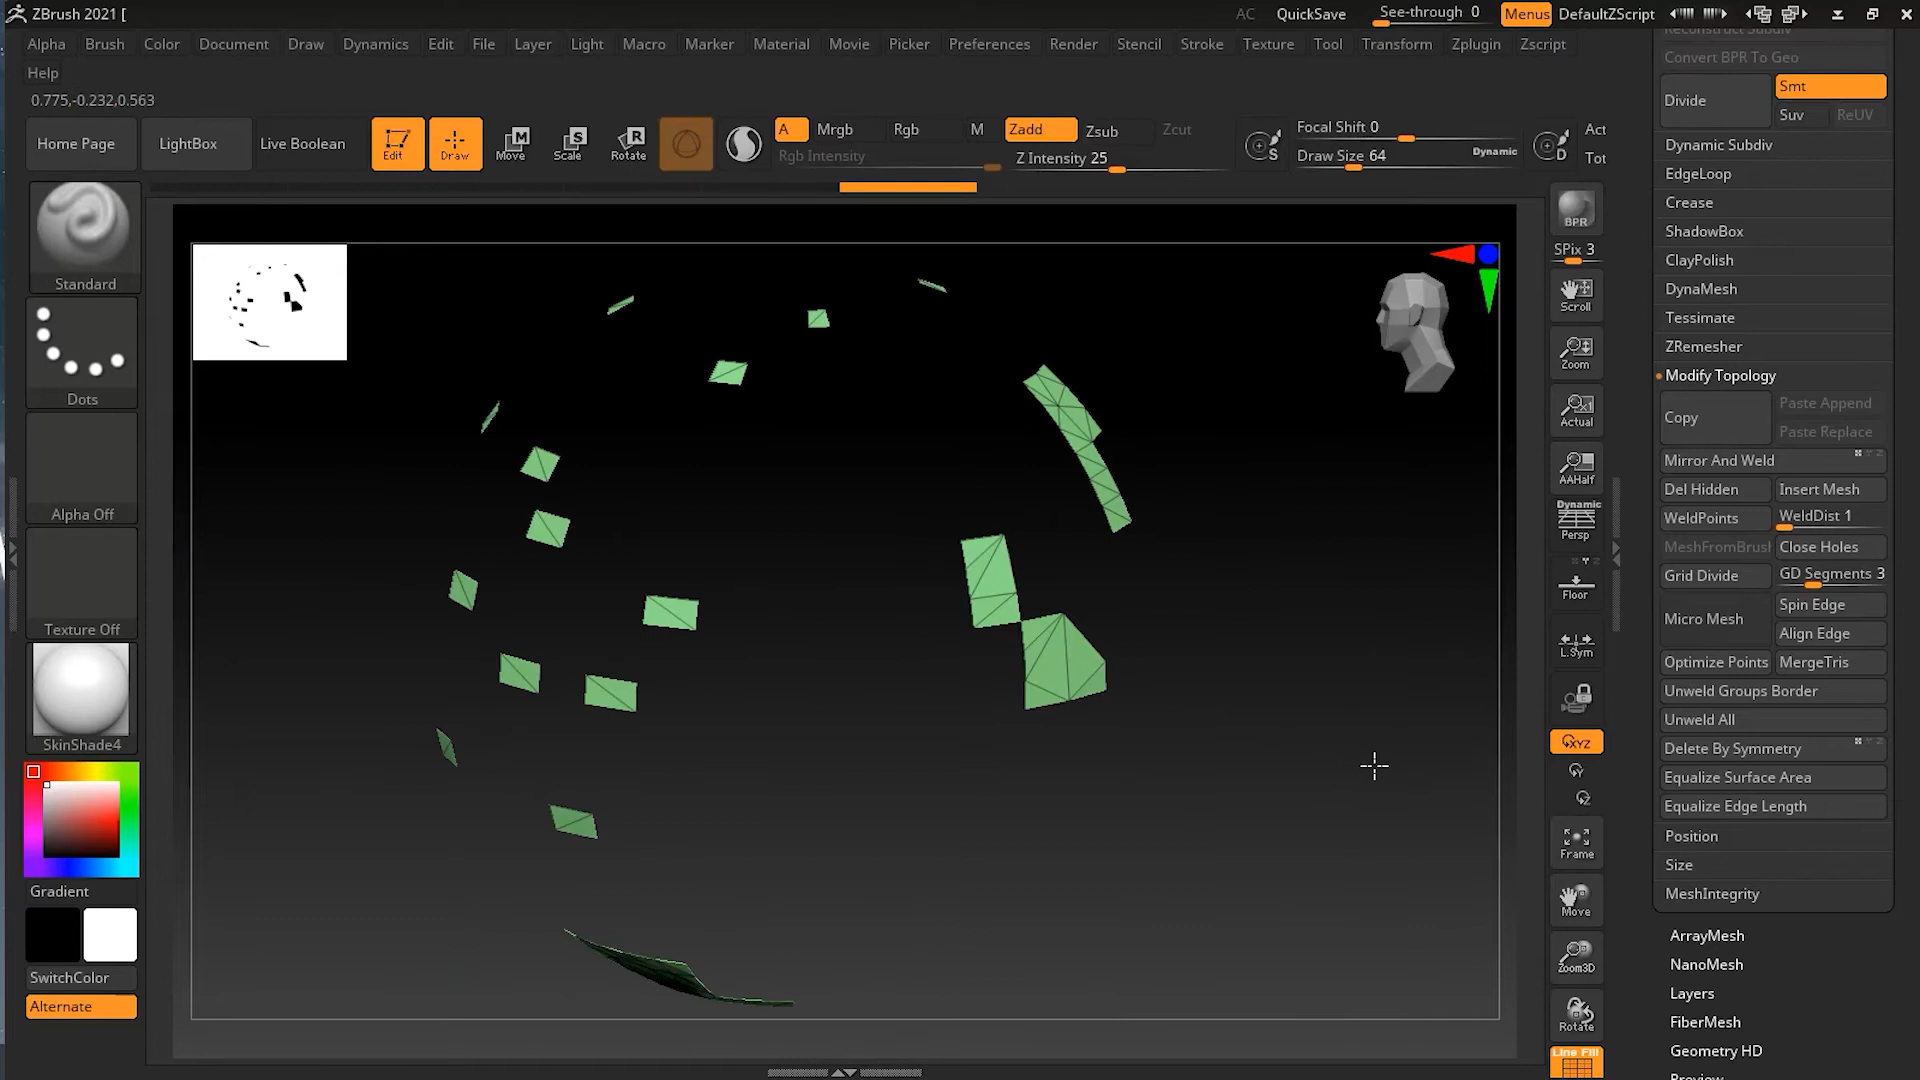 ZBrush 2021 [
AC QuickSave See-through 0 Menus DefaultZScript
Alpha Brush Color Document Draw Dynamics Edit File Layer Light Macro Marker Material Movie Picker Preferences Render Stencil Stroke Texture Tool Transform Zplugin Zscript
Help
0.775,-0.232,0.563
Home Page LightBox Live Boolean Edit Draw Move Scale Rotate
A Mrgb Rgb M Zadd Zsub Zcut
Rgb Intensity Z Intensity 25
Focal Shift 0
Draw Size 64 Dynamic
Act
Tot
Standard
Dots
Alpha Off
Texture Off
SkinShade4
Gradient
SwitchColor
Alternate
BPR
SPix 3
Scroll
Zoom
Actual
AAHalf
Dynamic
Persp
Floor
L.Sym
XYZ
Frame
Move
Zoom3D
Rotate
Line Fill
Reconstruct Subdiv
Convert BPR To Geo
Divide Smt
Suv ReUV
Dynamic Subdiv
EdgeLoop
Crease
ShadowBox
ClayPolish
DynaMesh
Tessimate
ZRemesher
Modify Topology
Copy Paste Append
Paste Replace
Mirror And Weld
Del Hidden Insert Mesh
WeldPoints WeldDist 1
MeshFromBrus Close Holes
Grid Divide GD Segments 3
Micro Mesh Spin Edge
Align Edge
Optimize Points MergeTris
Unweld Groups Border
Unweld All
Delete By Symmetry
Equalize Surface Area
Equalize Edge Length
Position
Size
MeshIntegrity
ArrayMesh
NanoMesh
Layers
FiberMesh
Geometry HD
Preview